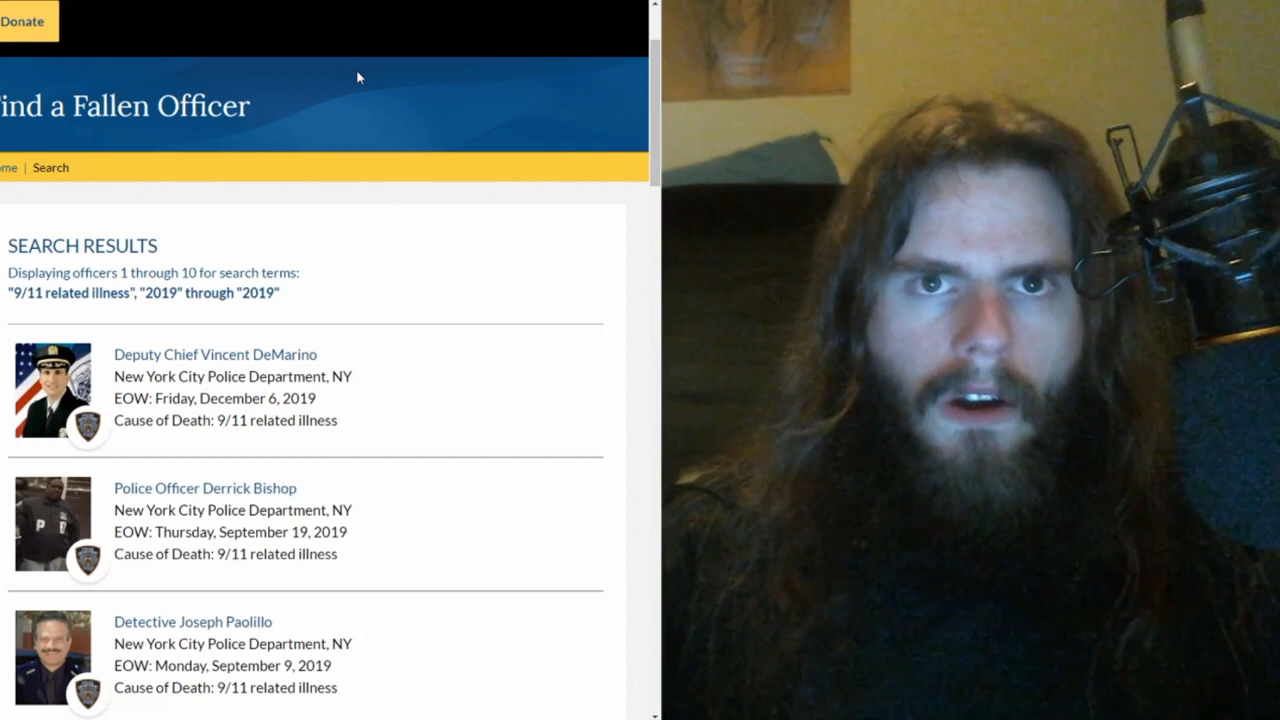 Donate
ind a Fallen Officer
ome | Search
SEARCH RESULTS
Displaying officers 1 through 10 for search terms:
"9/11 related illness", "2019" through "2019"
Deputy Chief Vincent DeMarino
New York City Police Department, NY
EOW: Friday, December 6, 2019
Cause of Death: 9/11 related illness
Police Officer Derrick Bishop
New York City Police Department, NY
EOW: Thursday, September 19, 2019
Cause of Death: 9/11 related illness
Detective Joseph Paolillo
New York City Police Department, NY
EOW: Monday, September 9, 2019
Cause of Death: 9/11 related illness